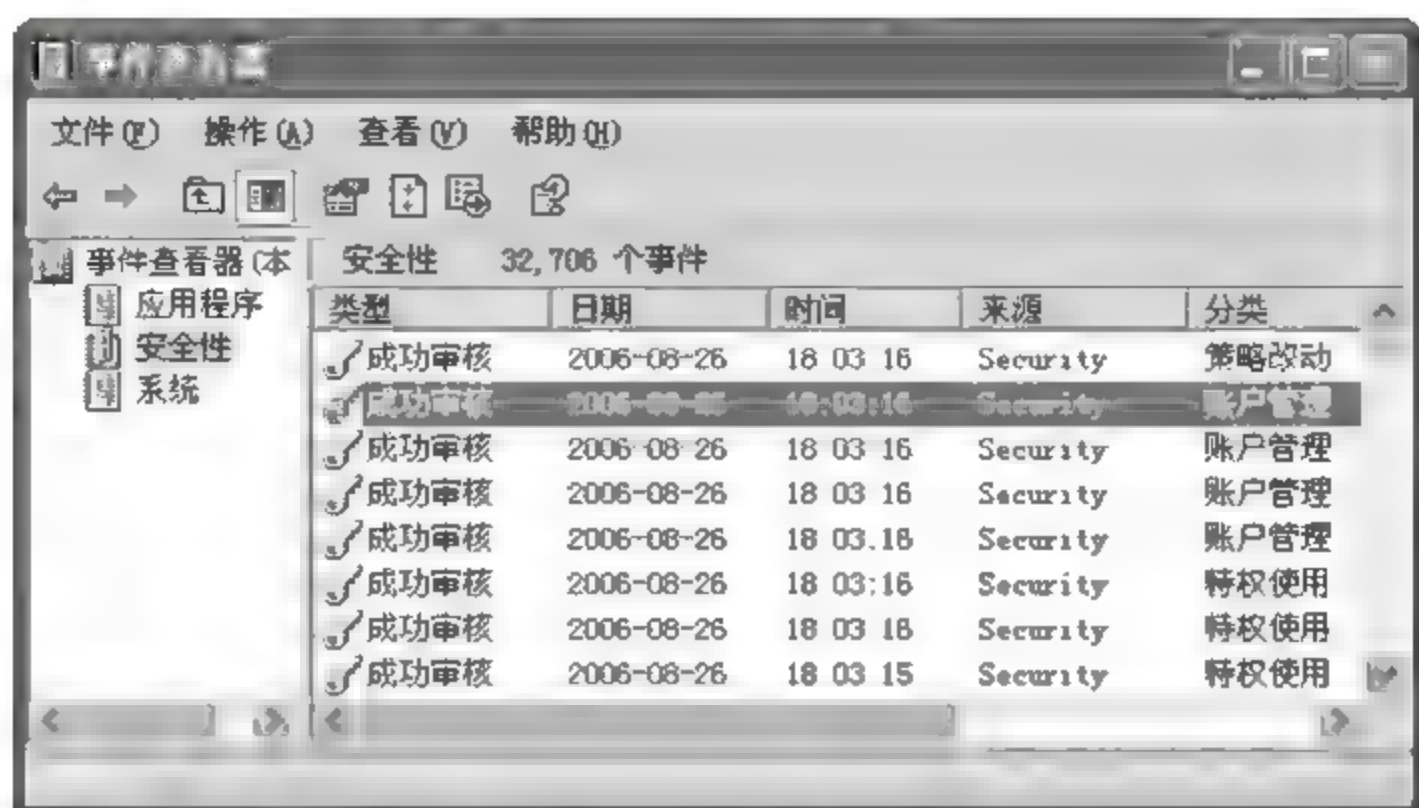 文件(F) 操作(A) 查看(V) 帮助(H)
事件查看器(本
应用程序
安全性
系统
安全性 32,706 个事件
类型 日期 时间 来源 分类
成功审核 2006-08-26 18 03 16 Security 策略改动
成功审核 18:03:16 Security 账户管理
成功审核 2006-08-26 18 03 16 Security 账户管理
成功审核 2006-08-26 18 03 16 Security 账户管理
成功审核 2006-08-26 18 03.16 Security 账户管理
成功审核 2006-08-26 18 03:16 Security 特权使用
成功审核 2006-08-26 18 03 16 Security 特权使用
成功审核 2006-08-26 18 03 15 Security 特权使用